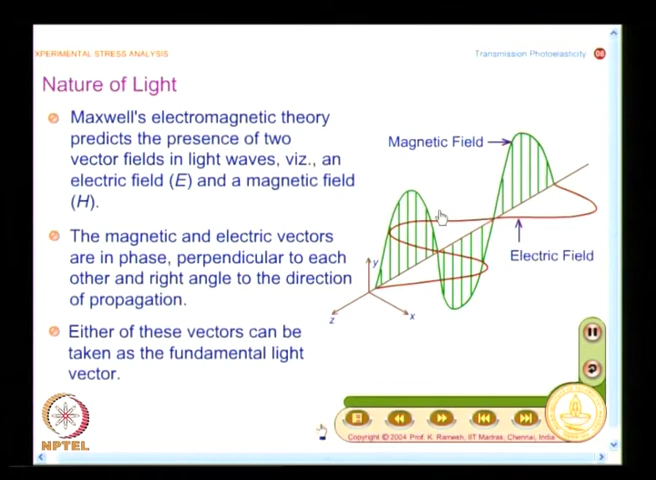 XPERIMENTAL STRESS ANALYSIS
Transmission Photoelasticity 08
Nature of Light
Maxwell's electromagnetic theory
predicts the presence of two
vector fields in light waves, viz., an
electric field (E) and a magnetic field
(H).
The magnetic and electric vectors
are in phase, perpendicular to each
other and right angle to the direction
of propagation.
Either of these vectors can be
taken as the fundamental light
vector.
Magnetic Field
Electric Field
y
z
x
NPTEL
Copyright © 2004 Prof. K. Ramesh, IIT Madras, Chennai, India